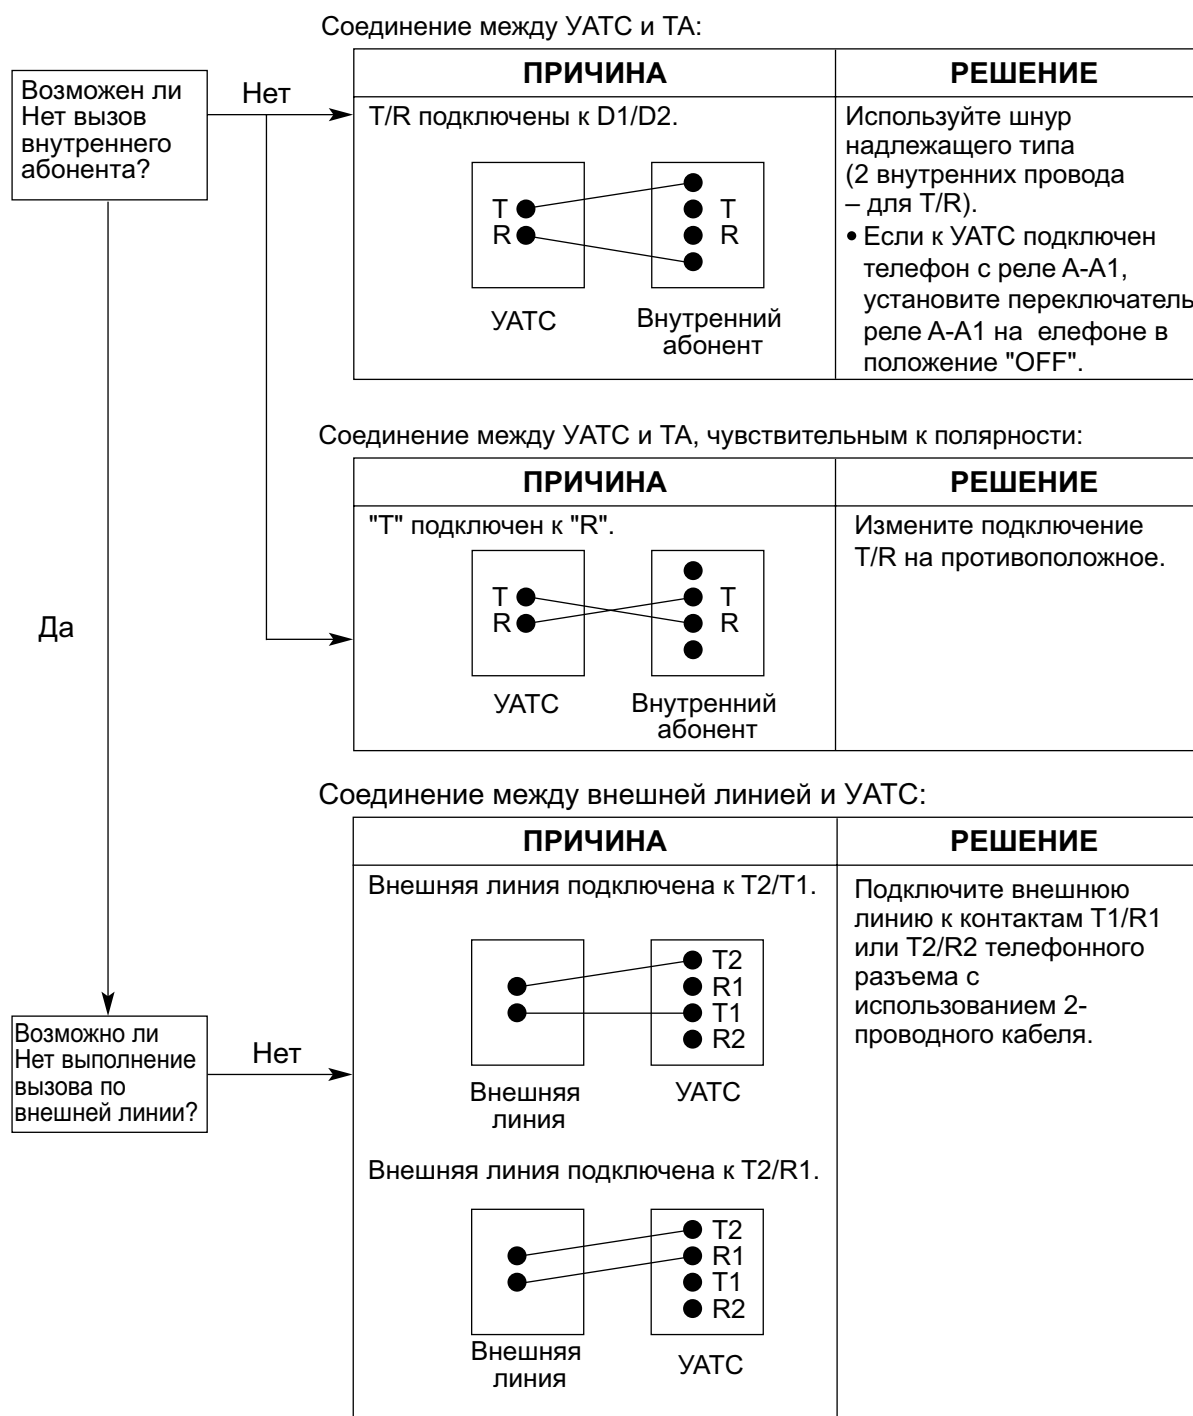 Соединение между УАТС и ТА:
Возможен ли
Нет вызов
внутреннего
абонента?
Нет
ПРИЧИНА
РЕШЕНИЕ
T/R подключены к D1/D2.
T
R
T
R
УАТС
Внутренний
абонент
Используйте шнур
надлежащего типа
(2 внутренних провода
– для T/R).
• Если к УАТС подключен
телефон с реле A-A1,
установите переключатель
реле A-A1 на елефоне в
положение "OFF".
Соединение между УАТС и ТА, чувствительным к полярности:
ПРИЧИНА
РЕШЕНИЕ
"T" подключен к "R".
T
R
T
R
УАТС
Внутренний
абонент
Измените подключение
T/R на противоположное.
Да
Соединение между внешней линией и УАТС:
ПРИЧИНА
РЕШЕНИЕ
Возможно ли
Нет выполнение
вызова по
внешней линии?
Нет
Внешняя линия подключена к T2/T1.
T2
R1
T1
R2
Внешняя
линия
УАТС
Подключите внешнюю
линию к контактам T1/R1
или T2/R2 телефонного
разъема с
использованием 2-
проводного кабеля.
Внешняя линия подключена к T2/R1.
T2
R1
T1
R2
Внешняя
линия
УАТС